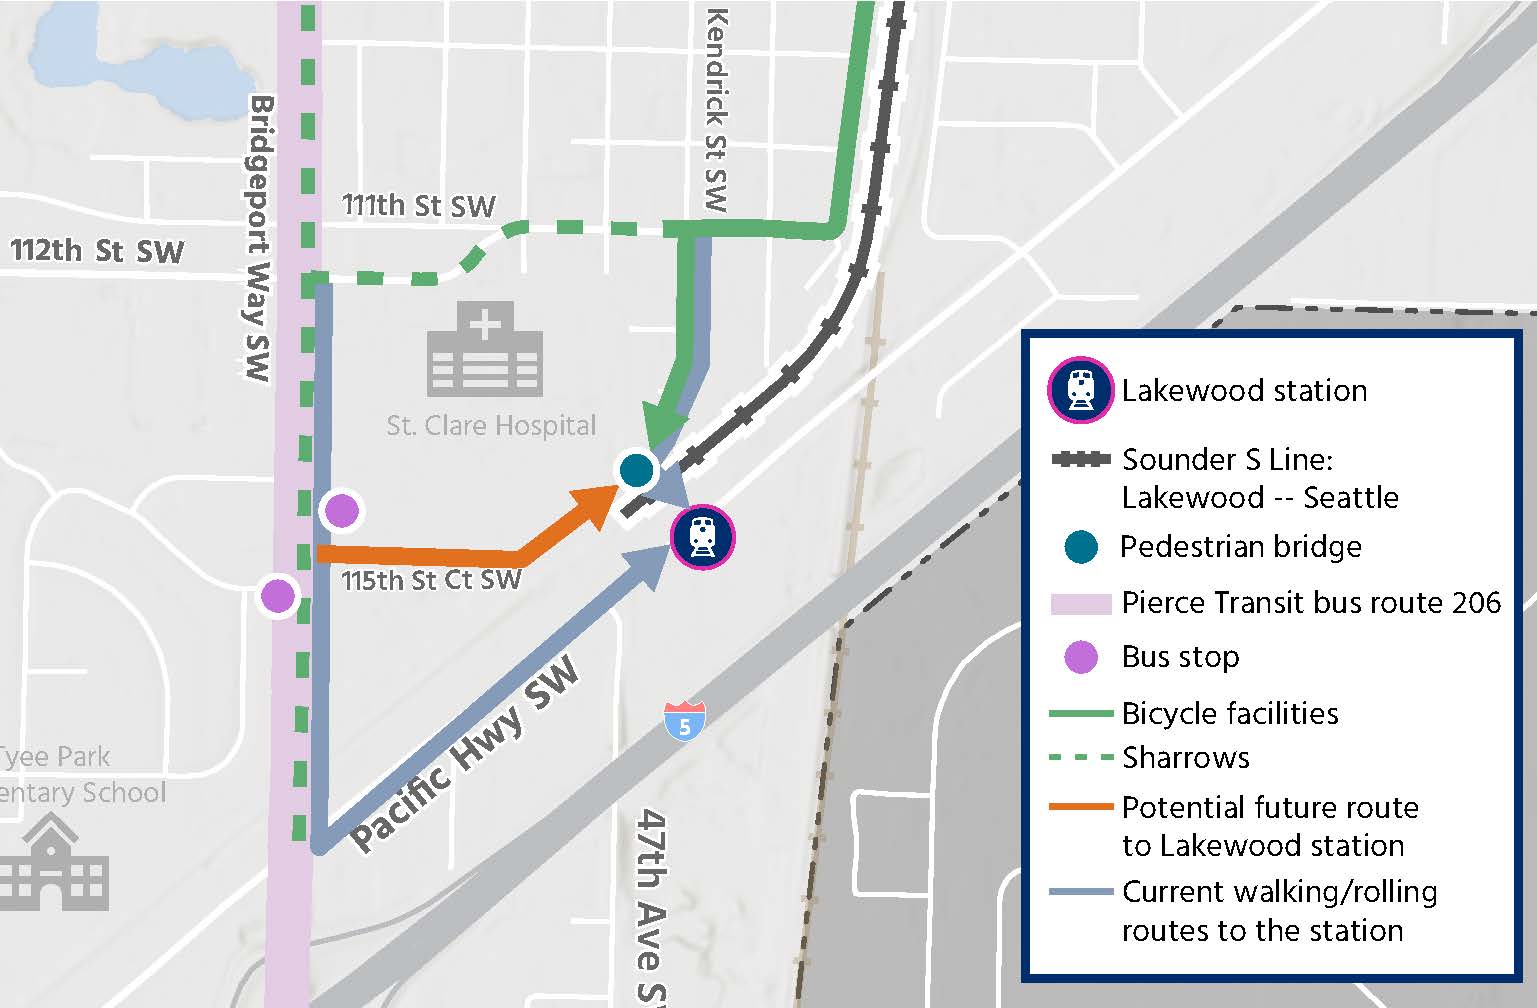 Kendrick St SW
Bridgeport Way SW
111th St SW
112th St SW
St. Clare Hospital
115th St Ct SW
Pacific Hwy SW
5
Tyee Park
entary School
47th Ave S
Lakewood station
Sounder S Line:
Lakewood -- Seattle
Pedestrian bridge
Pierce Transit bus route 206
Bus stop
Bicycle facilities
Sharrows
Potential future route
to Lakewood station
Current walking/rolling
routes to the station